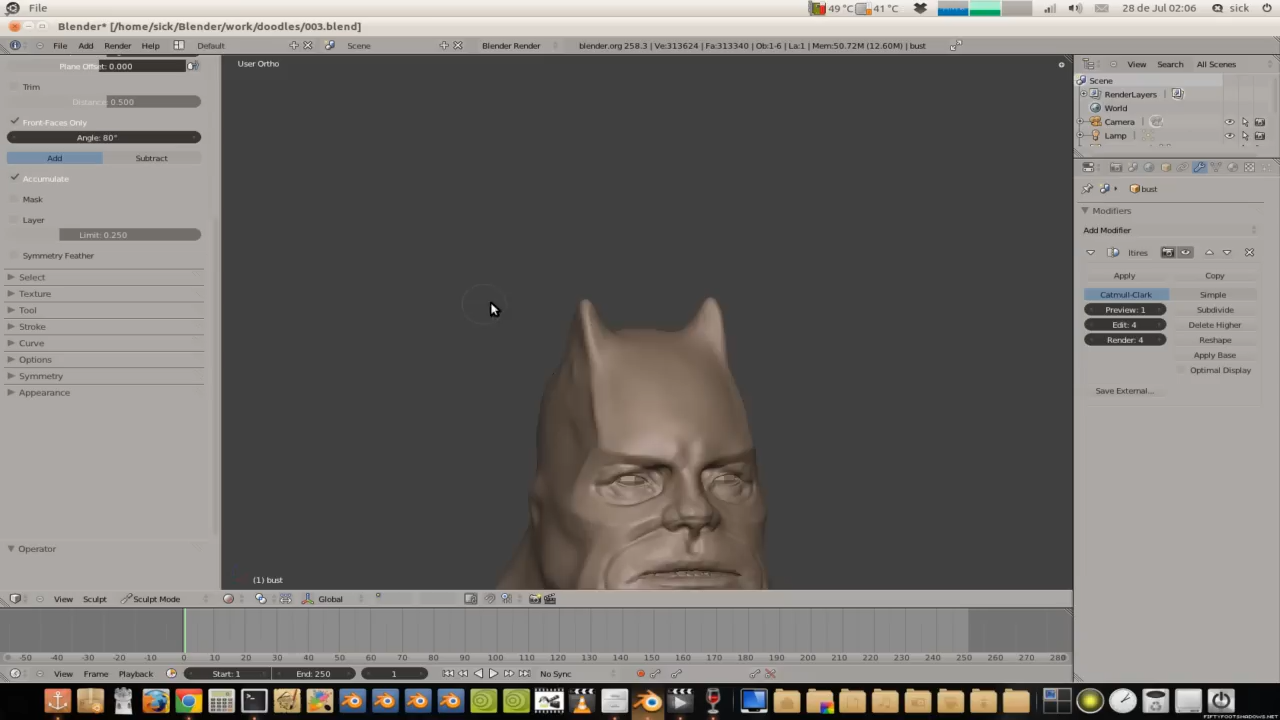 File
49 °C
41 °C
28 de Jul 02:06
sick
Blender* [/home/sick/Blender/work/doodles/003.blend]
File
Add
Render
Help
Default
Scene
Blender Render
blender.org 258.3 | Ve:313624 | Fa:313340 | Ob:1-6 | La:1 | Mem:50.72M (12.60M) | bust
Plane Offset: 0.000
Trim
Distance: 0.500
Front-Faces Only
Angle: 80°
Add
Subtract
Accumulate
Mask
Layer
Limit: 0.250
Symmetry Feather
Select
Texture
Tool
Stroke
Curve
Options
Symmetry
Appearance
Operator
User Ortho
(1) bust
View
Search
All Scenes
Scene
RenderLayers
World
Camera
Lamp
bust
Modifiers
Add Modifier
ltires
Apply
Copy
Catmull-Clark
Simple
Preview: 1
Subdivide
Edit: 4
Delete Higher
Render: 4
Reshape
Apply Base
Optimal Display
Save External...
View
Sculpt
Sculpt Mode
Global
-50 -40 -30 -20 -10 0 10 20 30 40 50 60 70 80 90 100 110 120 130 140 150 160 170 180 190 200 210 220 230 240 250 260 270 280
View
Frame
Playback
Start: 1
End: 250
1
No Sync
FIFTYFOOTSHADOWS.NET